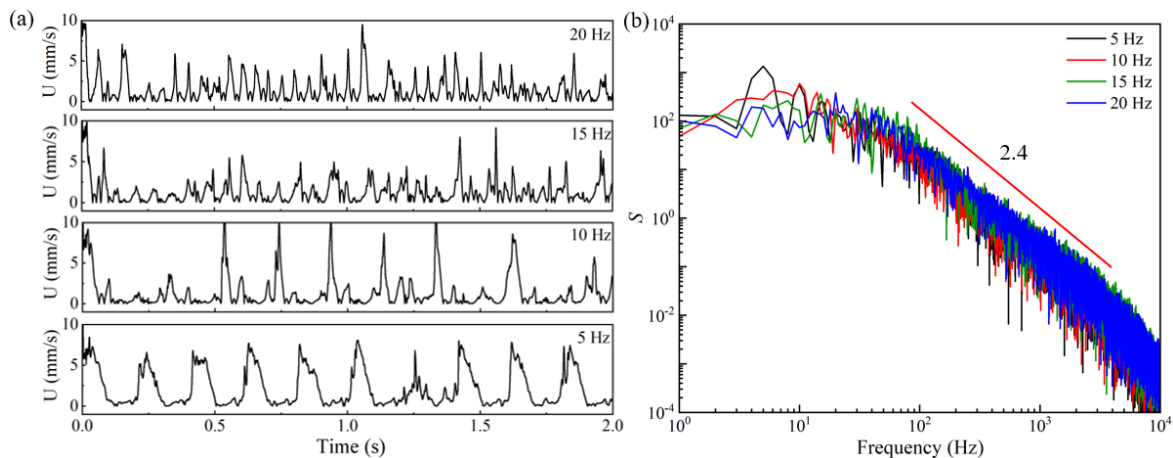 (a)
U (mm/s)
10
5
0
20 Hz
U (mm/s)
10
5
0
15 Hz
U (mm/s)
10
5
0
10 Hz
U (mm/s)
10
5
0
5 Hz
0.0 0.5 1.0 1.5 2.0
Time (s)
(b)
S
10^4
10^2
10^0
10^-2
10^-4
5 Hz
10 Hz
15 Hz
20 Hz
2.4
10^0 10^1 10^2 10^3 10^4
Frequency (Hz)